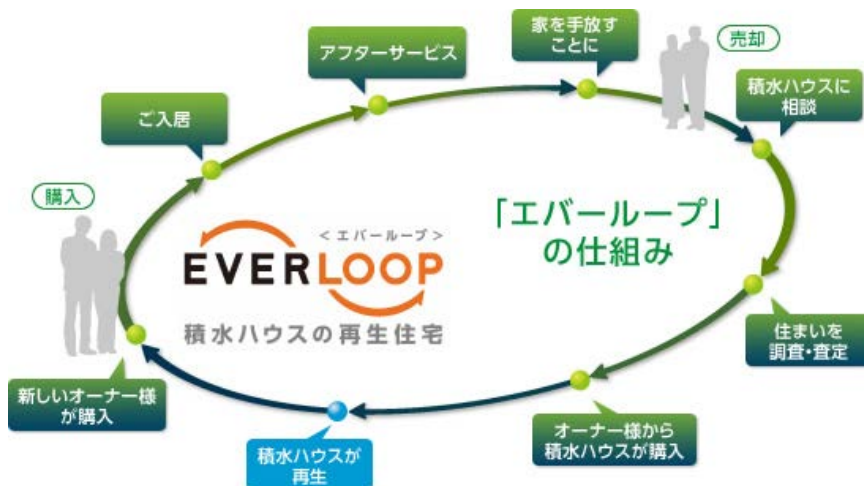 家を手放す
ことに
売却
アフターサービス
積水ハウスに
相談
ご入居
購入
「エバーループ」
の仕組み
<エバーループ>
EVERLOOP
積水ハウスの再生住宅
住まいを
調査・査定
新しいオーナー様
が購入
オーナー様から
積水ハウスが購入
積水ハウスが
再生